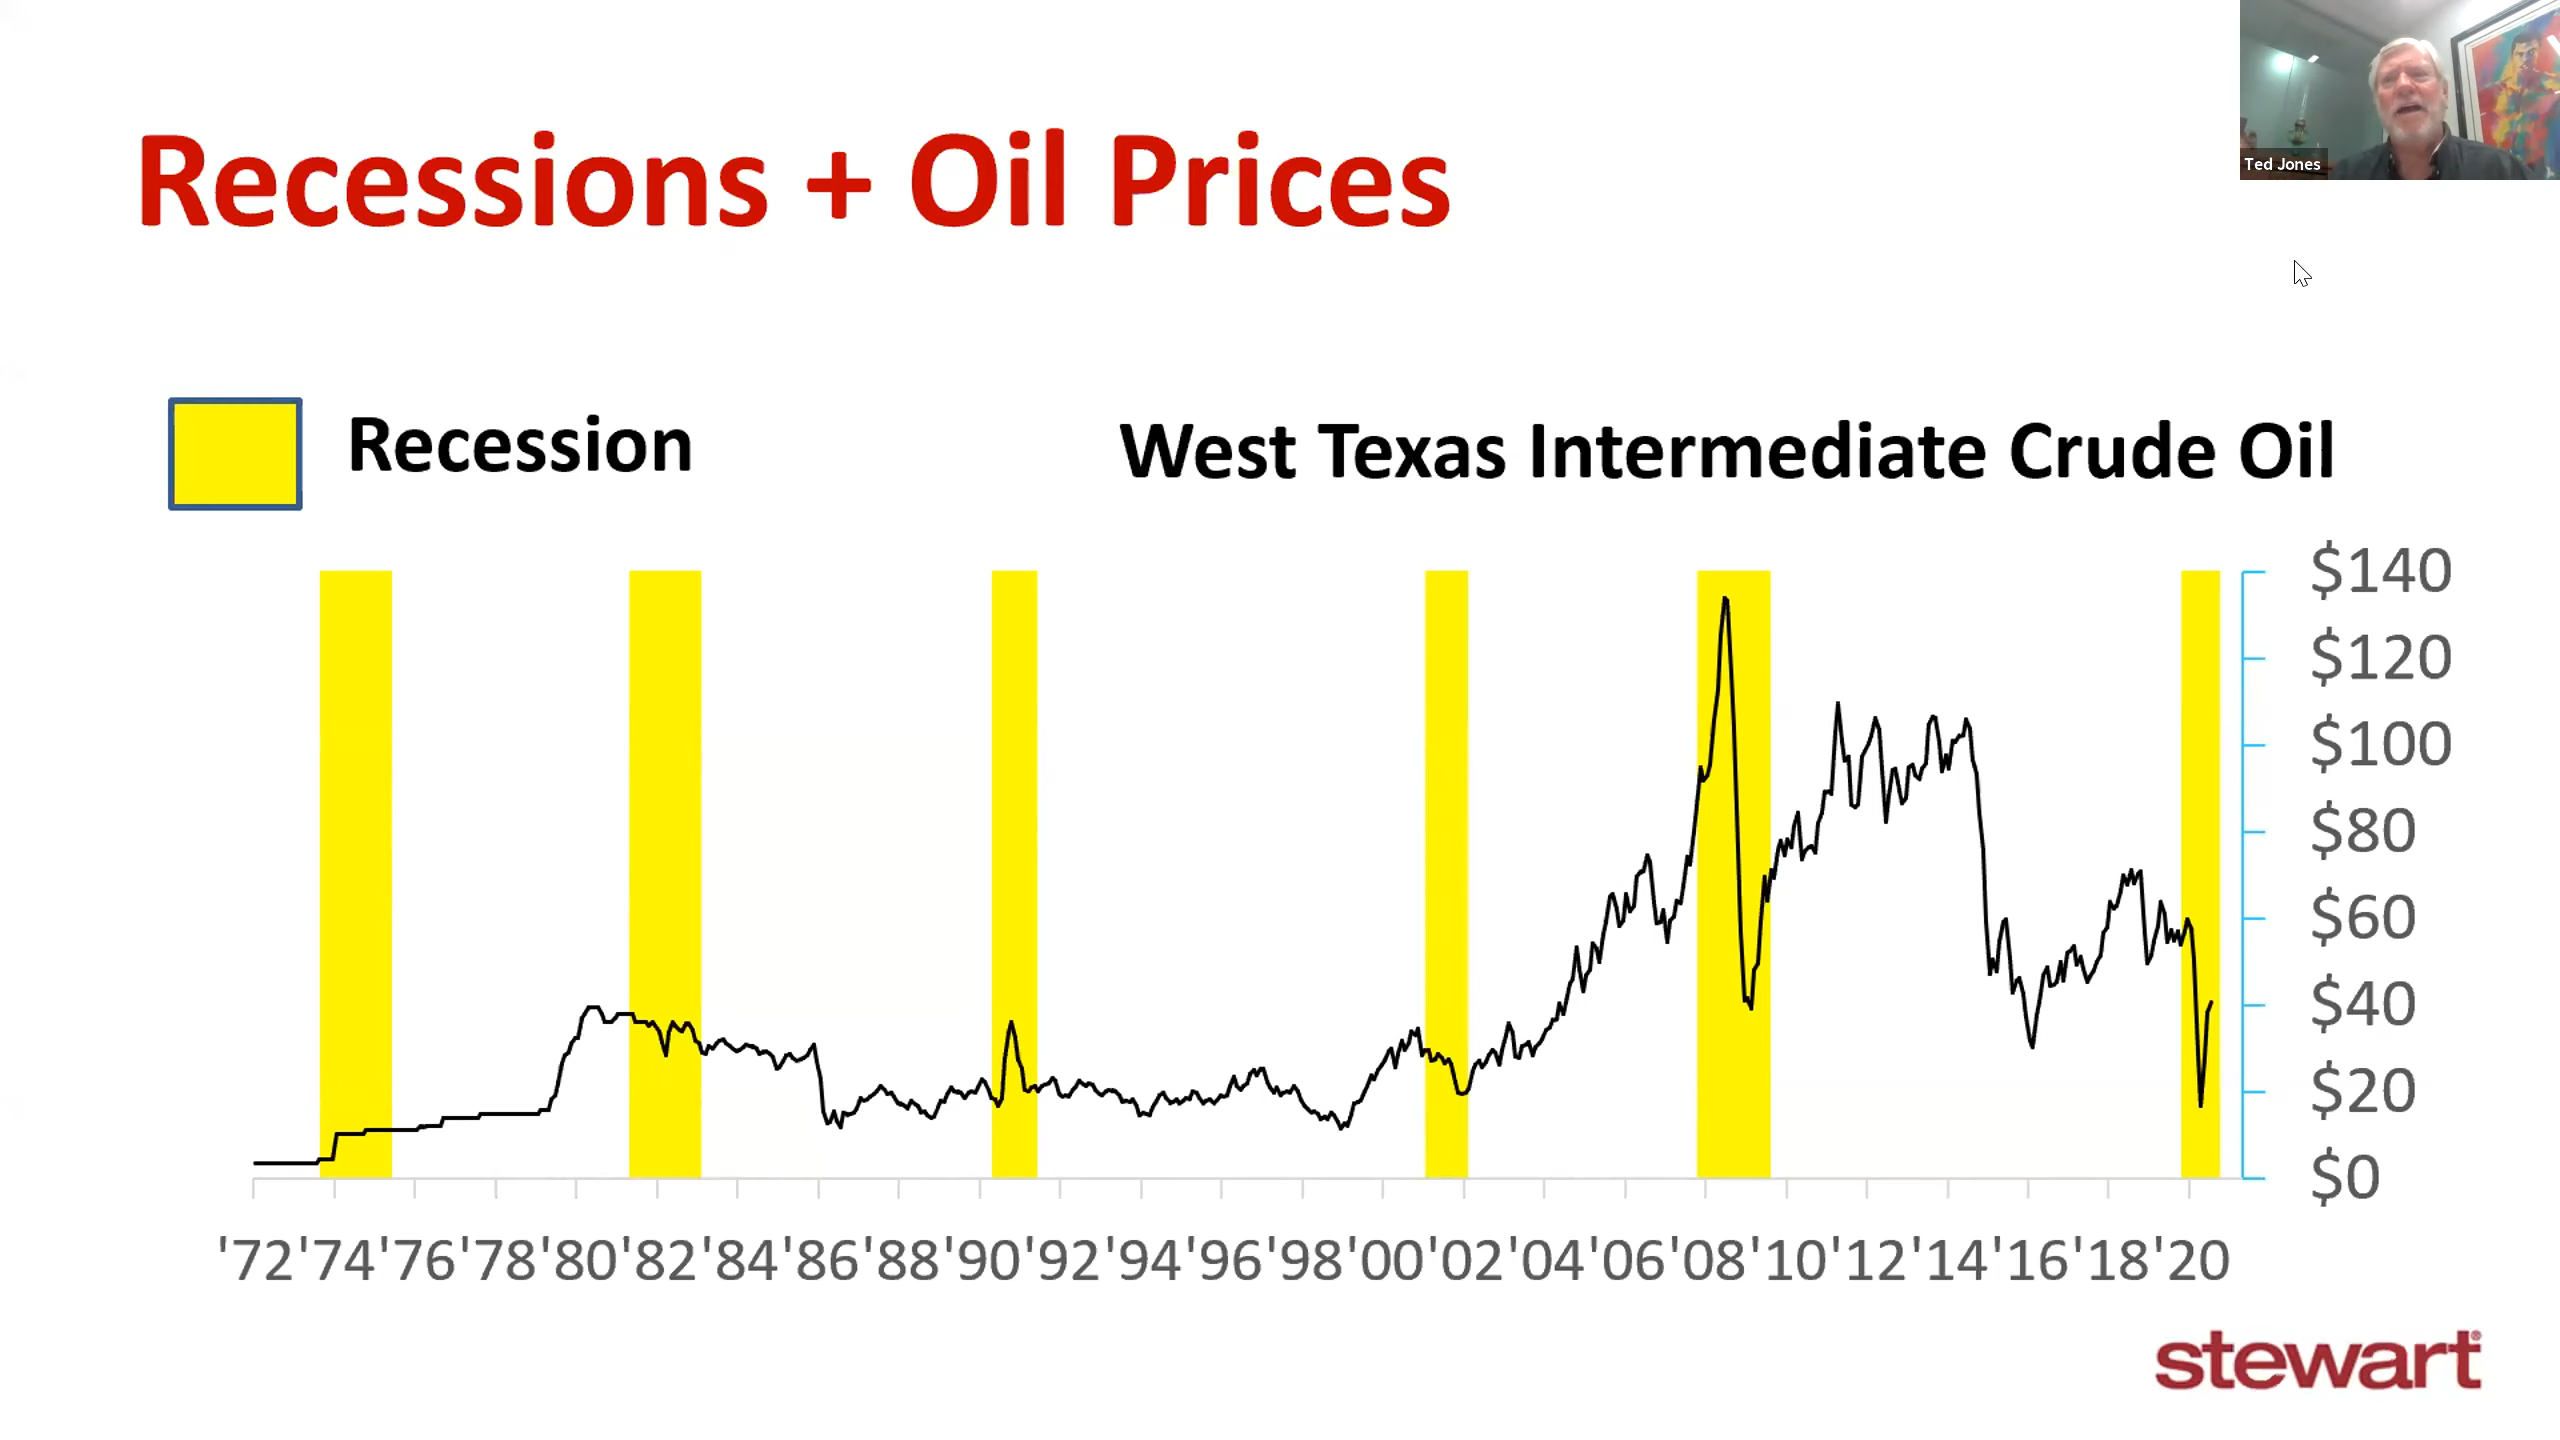 Ted Jones
Recessions + Oil Prices
Recession
West Texas Intermediate Crude Oil
$140
$120
$100
$80
$60
$40
$20
$0
'72'74'76'78'80'82'84'86'88'90'92'94'96'98'00'02'04'06'08'10'12'14'16'18'20
stewart®